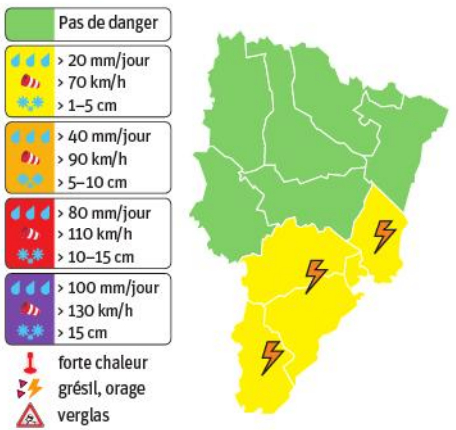 Pas de danger
> 20 mm/jour
> 70 km/h
> 1–5 cm
> 40 mm/jour
> 90 km/h
> 5–10 cm
> 80 mm/jour
> 110 km/h
> 10–15 cm
> 100 mm/jour
> 130 km/h
> 15 cm
forte chaleur
grésil, orage
verglas